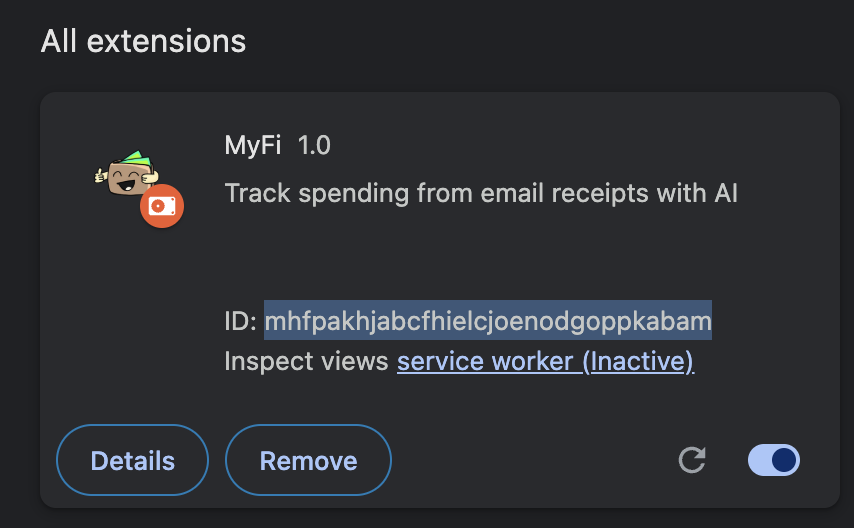 All extensions
MyFi 1.0
Track spending from email receipts with AI
ID: mhfpakhjabcfhielcjoenodgoppkabam
Inspect views service worker (Inactive)
Details
Remove